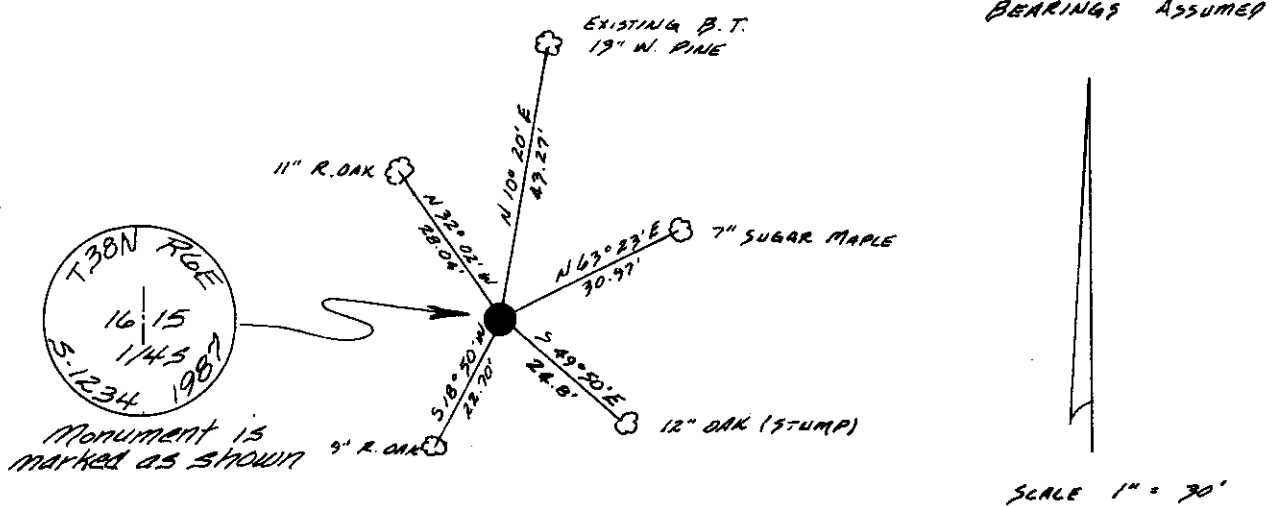 BEARINGS ASSUMED
EXISTING B.T.
19" W. PINE
11" R. OAK
N 10° 20' E
43.27'
N 32° 02' W
28.04'
7" SUGAR MAPLE
N 63° 23' E
30.97'
T38N R6E
16 15
1/4S
S-1234 1987
S 18° 50' W
22.70'
S 49° 50' E
24.8'
12" OAK (STUMP)
9" R. OAK
Monument is
marked as shown
SCALE 1" = 30'